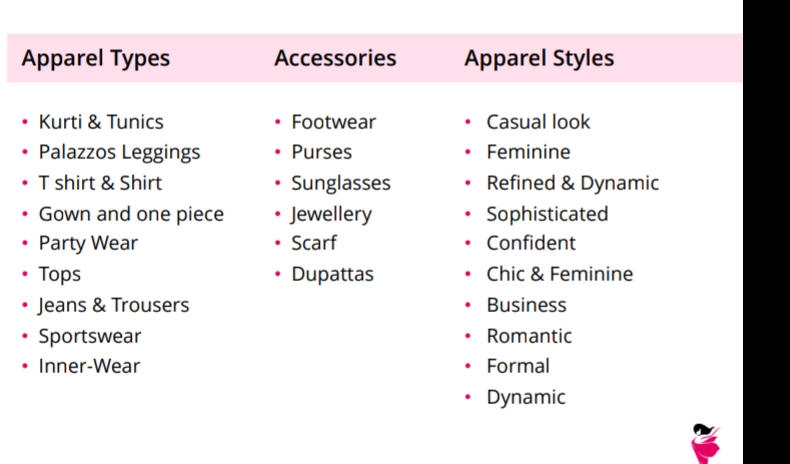 Apparel Types
Kurti & Tunics
Palazzos Leggings
T shirt & Shirt
Gown and one piece
Party Wear
Tops
Jeans & Trousers
Sportswear
Inner-Wear
Accessories
Footwear
Purses
Sunglasses
Jewellery
Scarf
Dupattas
Apparel Styles
Casual look
Feminine
Refined & Dynamic
Sophisticated
Confident
Chic & Feminine
Business
Romantic
Formal
Dynamic